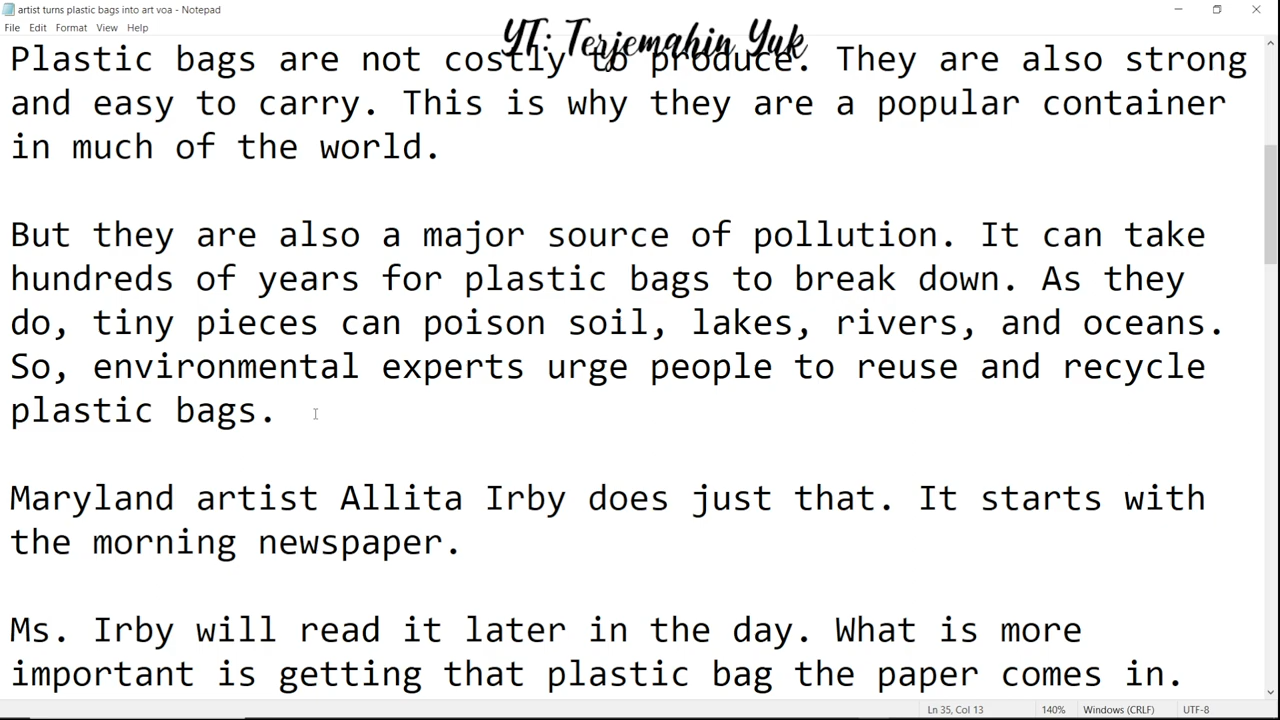 artist turns plastic bags into art voa - Notepad
File Edit Format View Help
YT: Terjemahin Yuk
Plastic bags are not costly to produce. They are also strong
and easy to carry. This is why they are a popular container
in much of the world.
But they are also a major source of pollution. It can take
hundreds of years for plastic bags to break down. As they
do, tiny pieces can poison soil, lakes, rivers, and oceans.
So, environmental experts urge people to reuse and recycle
plastic bags.
Maryland artist Allita Irby does just that. It starts with
the morning newspaper.
Ms. Irby will read it later in the day. What is more
important is getting that plastic bag the paper comes in.
Ln 35, Col 13 140% Windows (CRLF) UTF-8